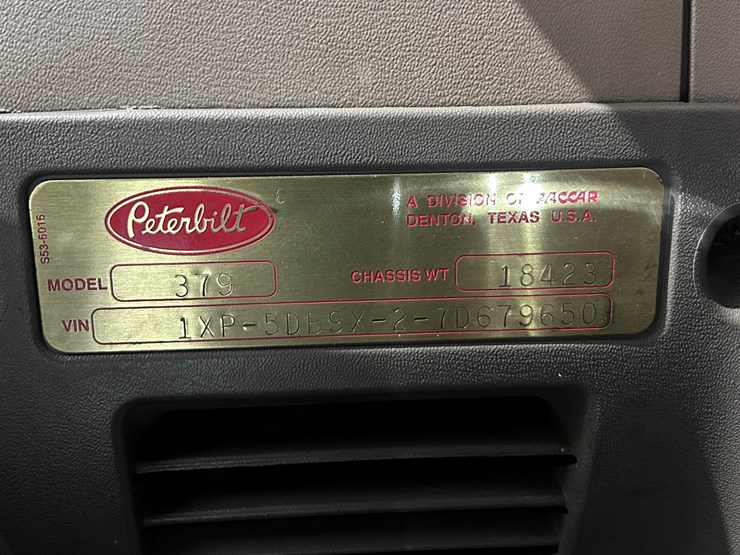 Peterbilt
A DIVISION OF PACCAR
DENTON, TEXAS U.S.A.
S53-6016
MODEL 379 CHASSIS WT 18423
VIN 1XP-5DB9X-2-7D679650